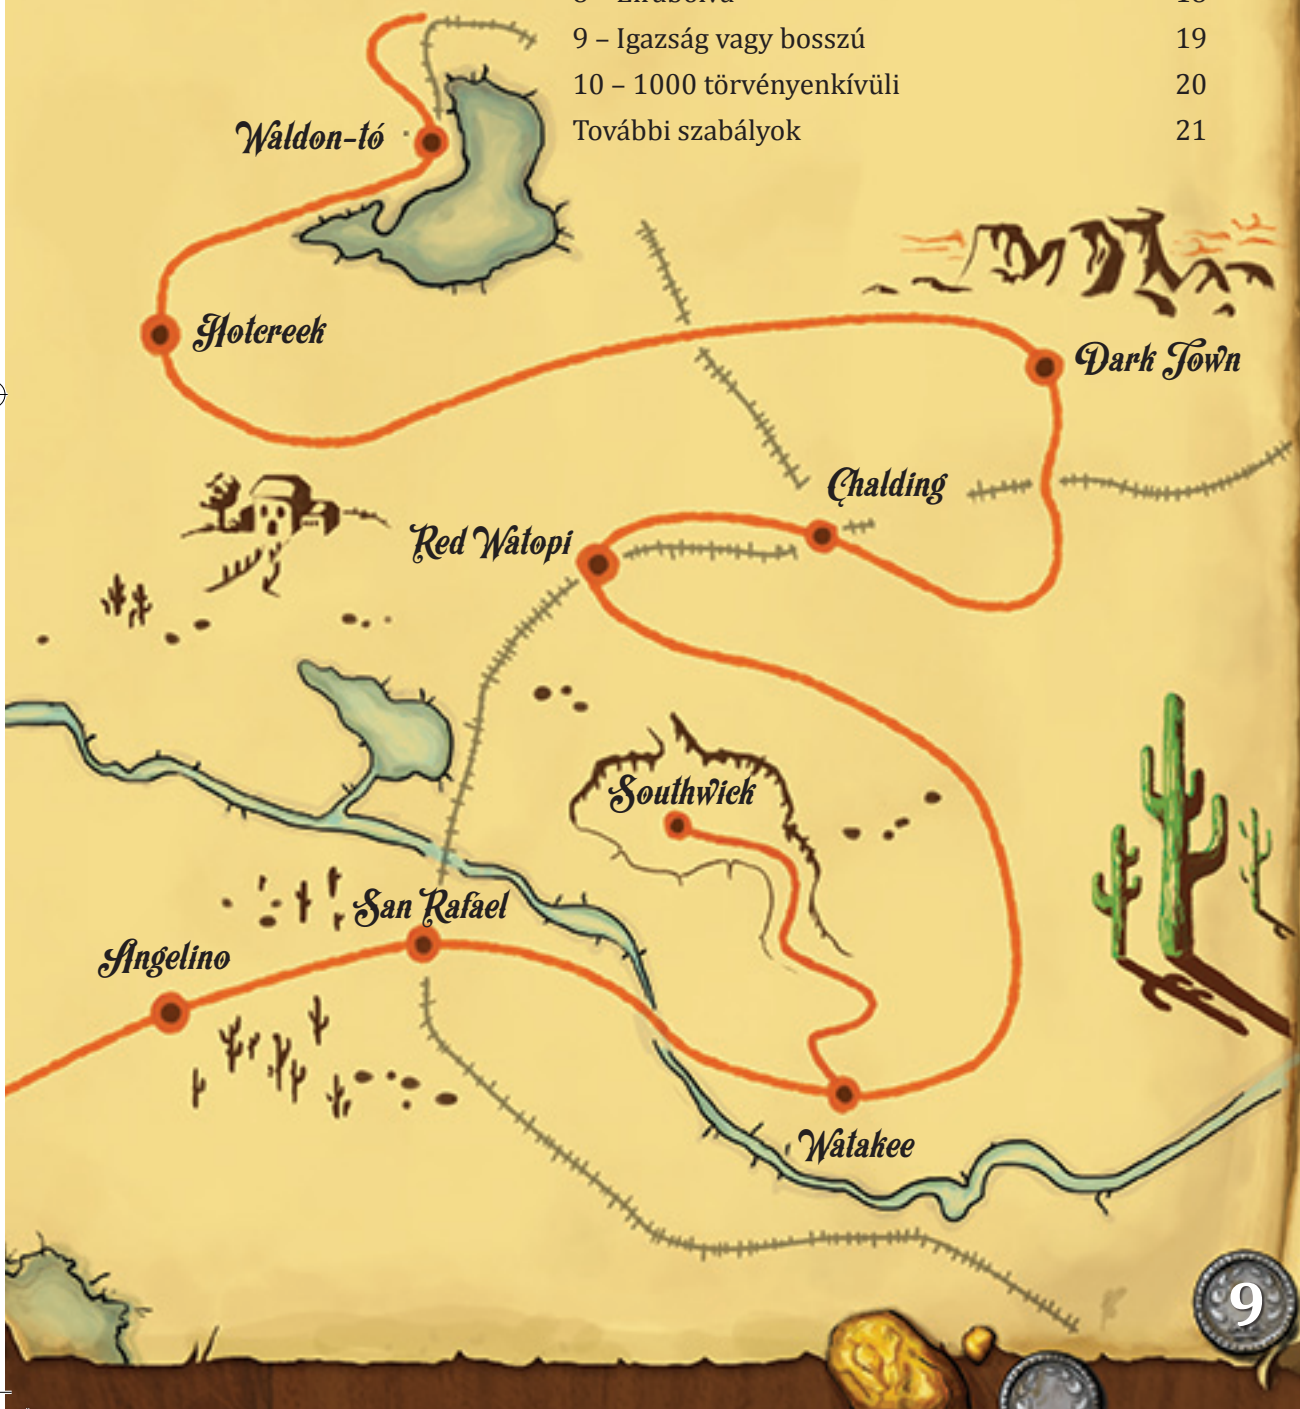 9 – Igazság vagy bosszú 19
10 – 1000 törvényenkívüli 20
További szabályok 21
Waldon-tó
Hotcreek
Dark Town
Chalding
Red Watopi
Southwick
San Rafael
Angelino
Watakee
9